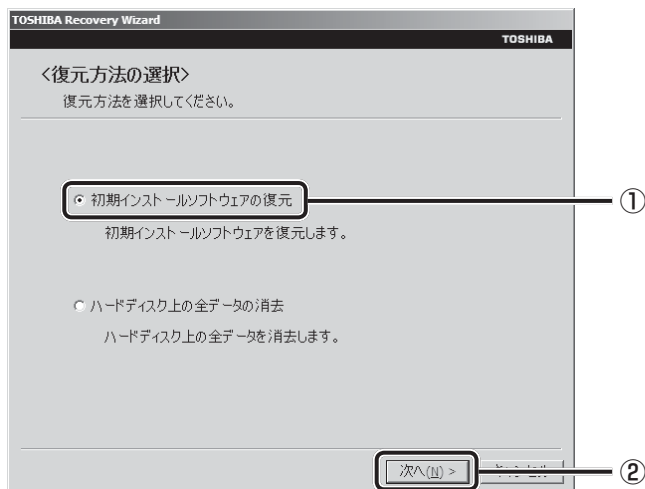 TOSHIBA Recovery Wizard
TOSHIBA
<復元方法の選択>
復元方法を選択してください。
初期インストールソフトウェアの復元
①
初期インストールソフトウェアを復元します。
ハードディスク上の全データの消去
ハードディスク上の全データを消去します。
次へ(N) >
②